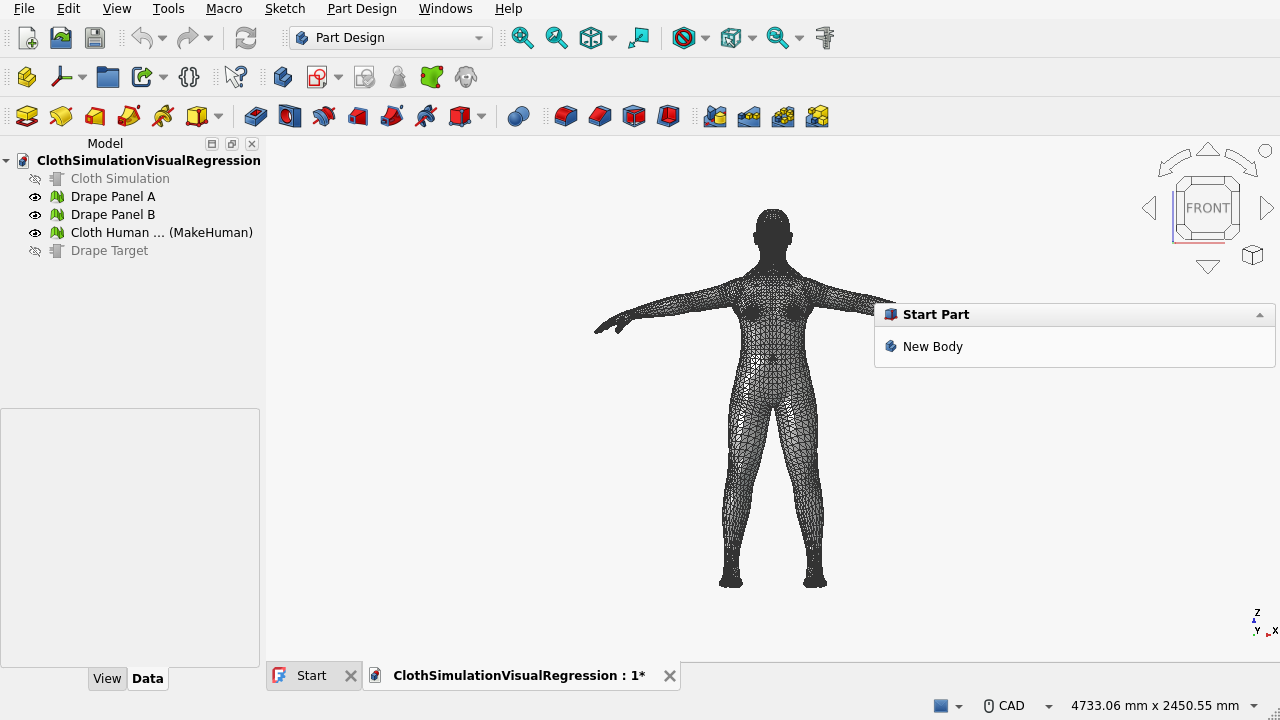 File Edit View Tools Macro Sketch Part Design Windows Help
Part Design
Model
ClothSimulationVisualRegression
Cloth Simulation
Drape Panel A
Drape Panel B
Cloth Human ... (MakeHuman)
Drape Target
FRONT
Start Part
New Body
Z
Y X
View Data
Start
ClothSimulationVisualRegression : 1*
CAD
4733.06 mm x 2450.55 mm